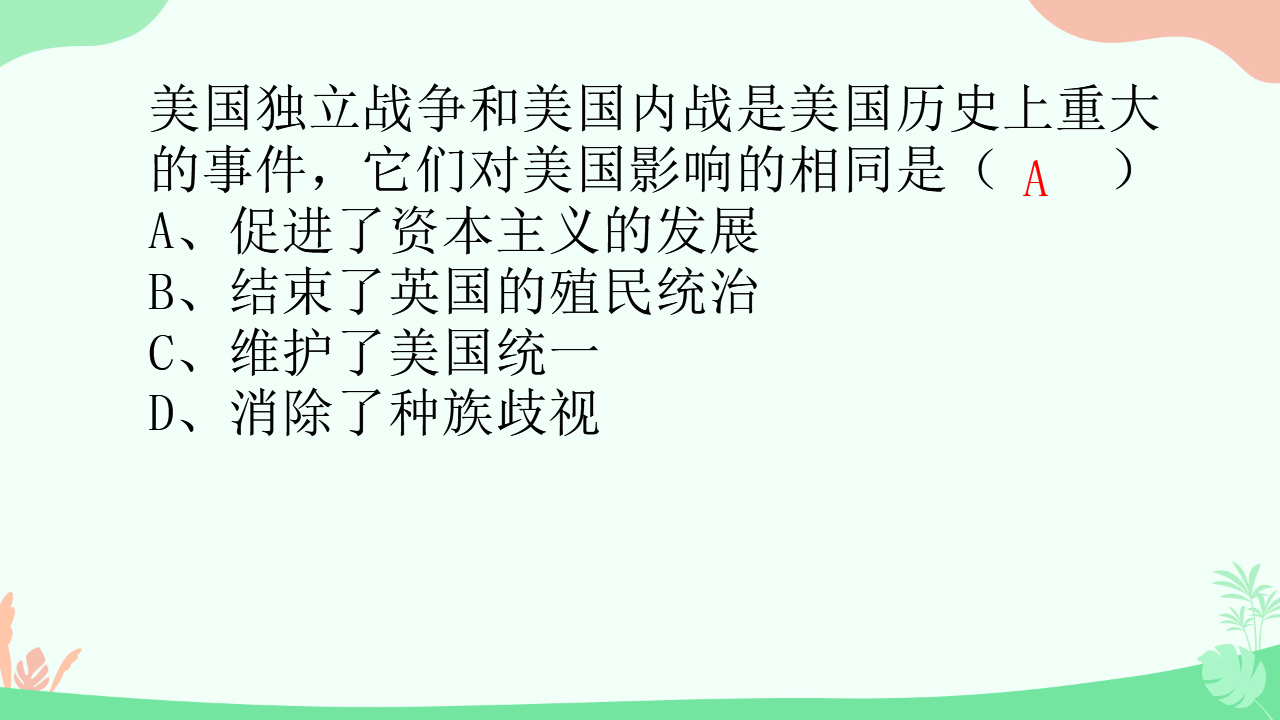 美国独立战争和美国内战是美国历史上重大
的事件，它们对美国影响的相同是（ A ）
A、促进了资本主义的发展
B、结束了英国的殖民统治
C、维护了美国统一
D、消除了种族歧视